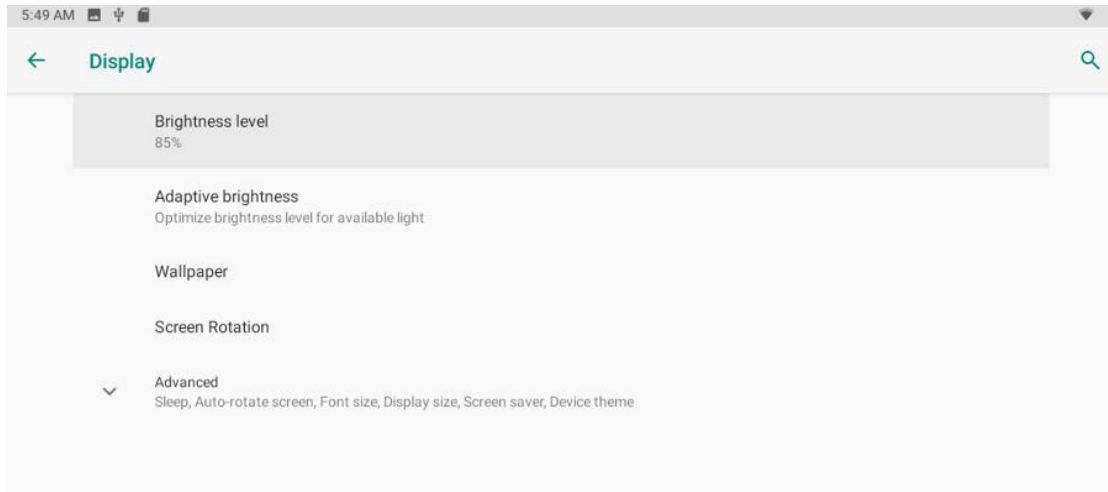 5:49 AM
Display
Brightness level
85%
Adaptive brightness
Optimize brightness level for available light
Wallpaper
Screen Rotation
Advanced
Sleep, Auto-rotate screen, Font size, Display size, Screen saver, Device theme